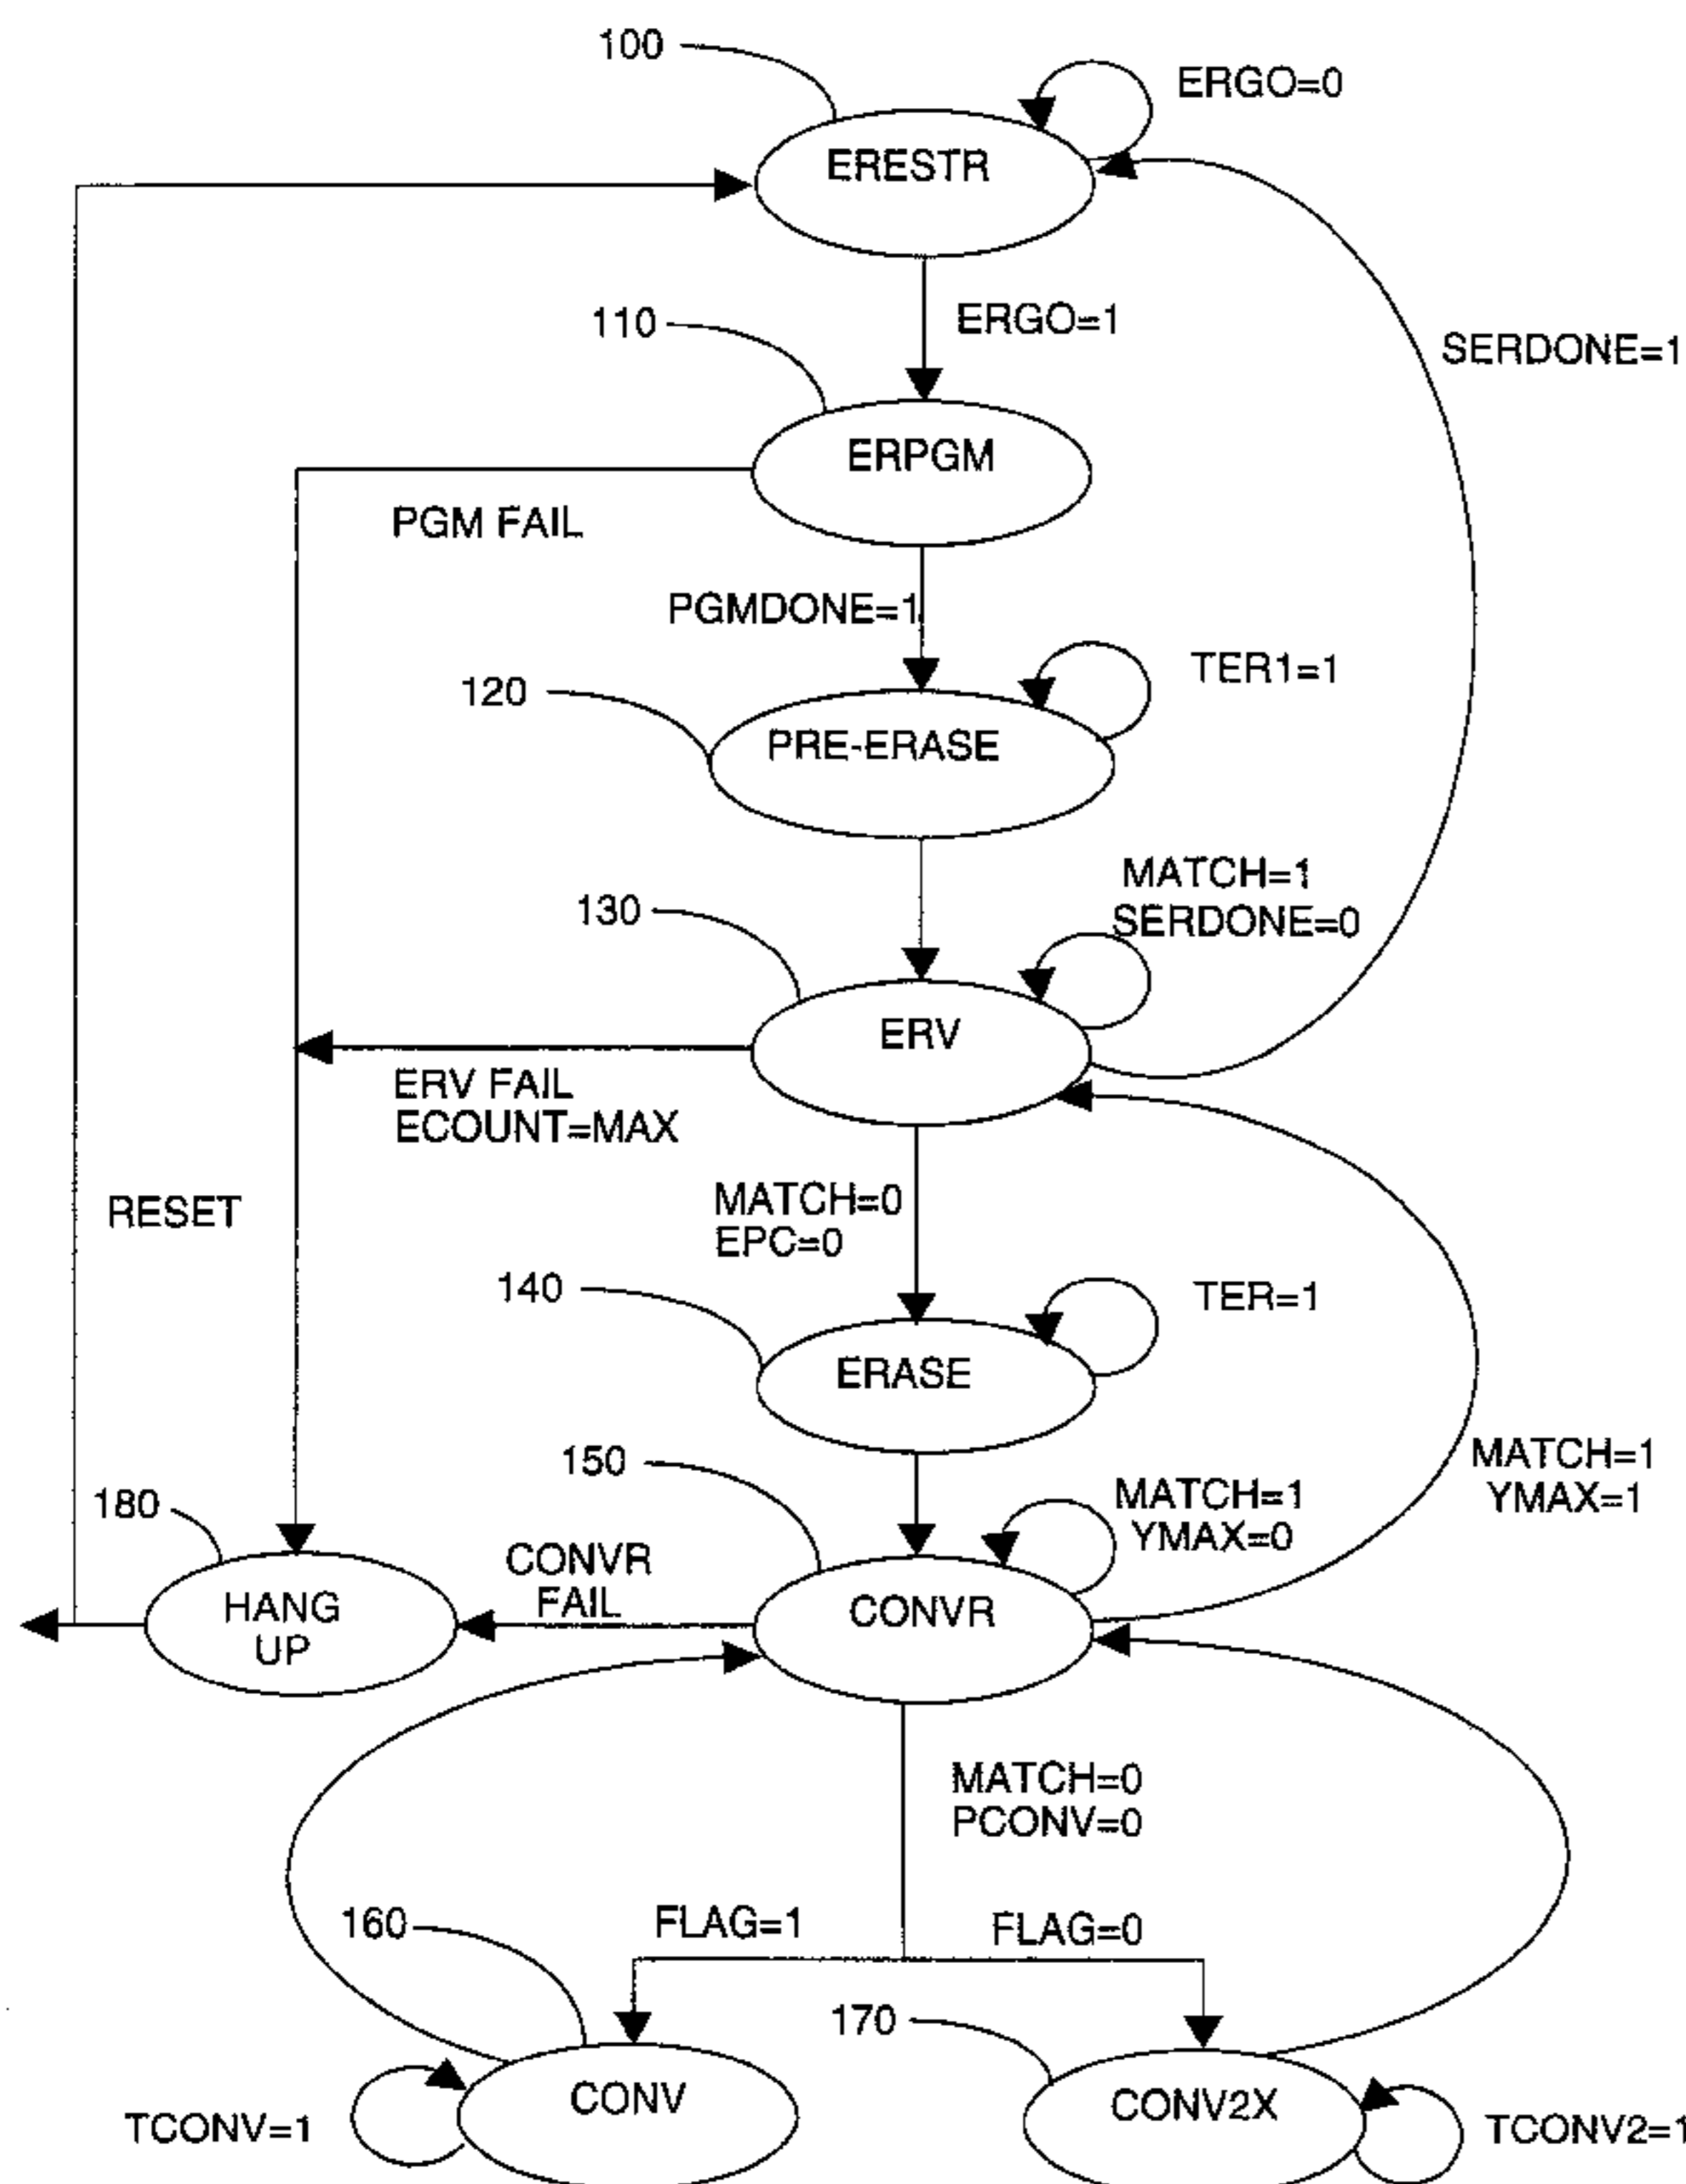 100
ERGO=0
ERESTR
110
ERGO=1
SERDONE=1
ERPGM
PGM FAIL
PGMDONE=1
120
TER1=1
PRE-ERASE
MATCH=1
SERDONE=0
130
ERV
ERV FAIL
ECOUNT=MAX
RESET
MATCH=0
EPC=0
140
TER=1
ERASE
150
MATCH=1
YMAX=1
180
MATCH=1
YMAX=0
CONVR
FAIL
HANG
UP
CONVR
MATCH=0
PCONV=0
160
FLAG=1
FLAG=0
170
CONV
CONV2X
TCONV=1
TCONV2=1